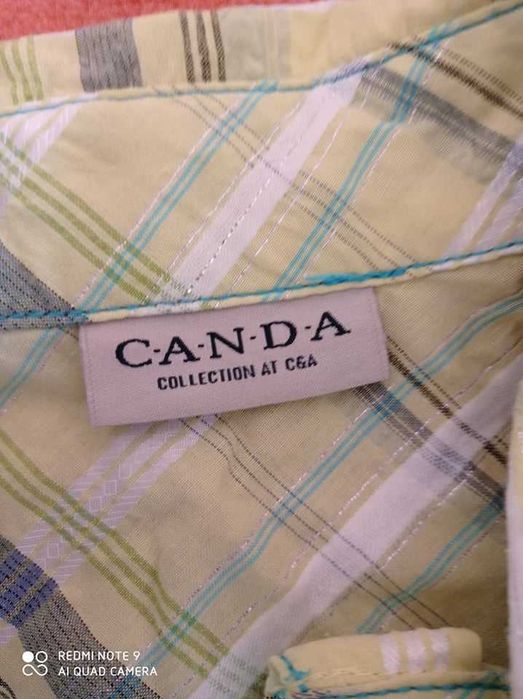 C·A·N·D·A
COLLECTION AT C&A
REDMI NOTE 9
AI QUAD CAMERA